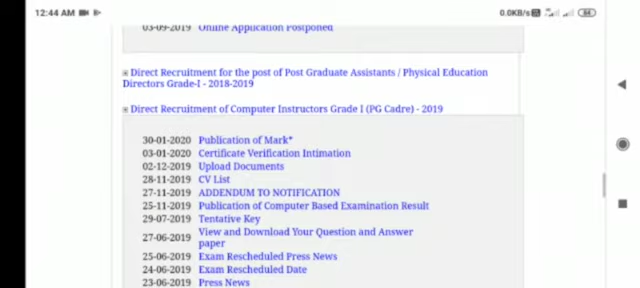 12:44 AM
0.0KB/s 64
03-09-2019 Online Application Postponed
Direct Recruitment for the post of Post Graduate Assistants / Physical Education
Directors Grade-I - 2018-2019
Direct Recruitment of Computer Instructors Grade I (PG Cadre) - 2019
30-01-2020 Publication of Mark*
03-01-2020 Certificate Verification Intimation
02-12-2019 Upload Documents
28-11-2019 CV List
27-11-2019 ADDENDUM TO NOTIFICATION
25-11-2019 Publication of Computer Based Examination Result
29-07-2019 Tentative Key
27-06-2019 View and Download Your Question and Answer
paper
25-06-2019 Exam Rescheduled Press News
24-06-2019 Exam Rescheduled Date
23-06-2019 Press News